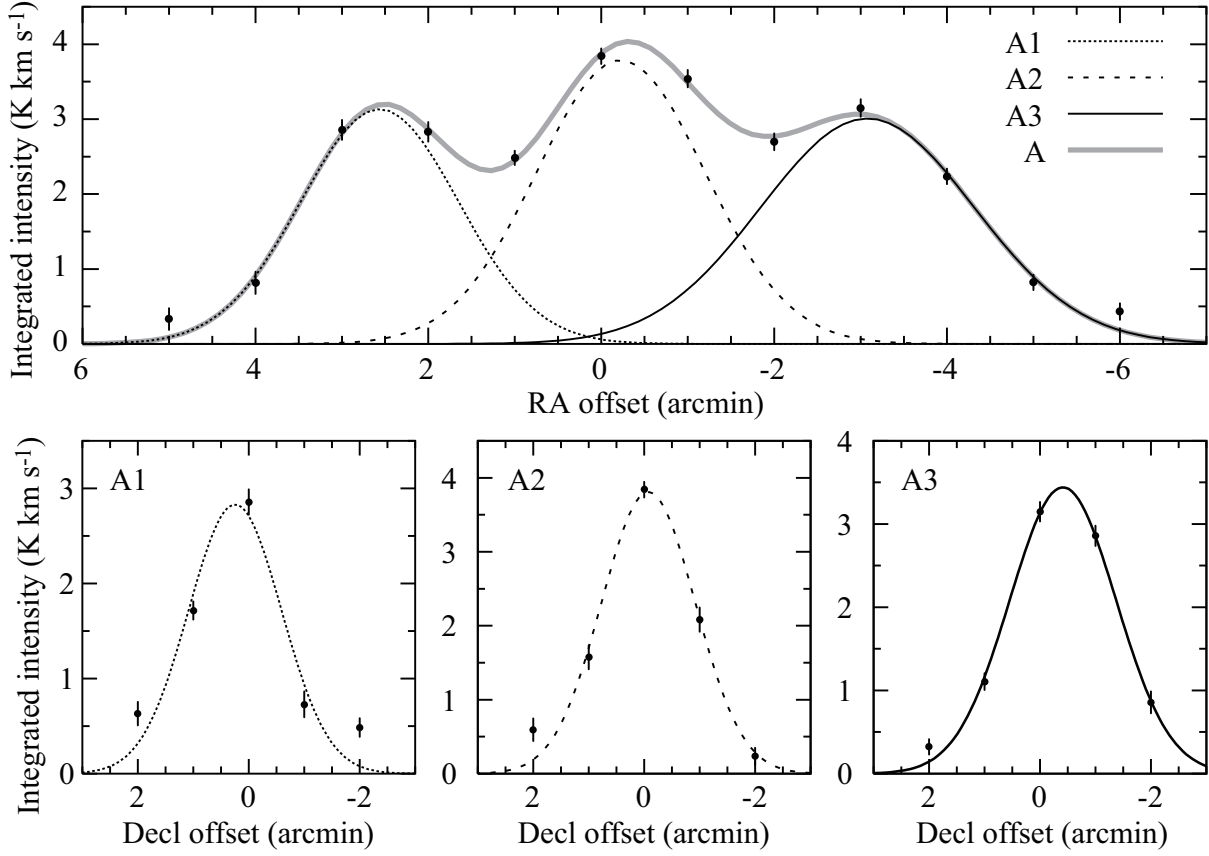 Integrated intensity (K km s-1)
4
3
2
1
0
A1
A2
A3
A
6 4 2 0 -2 -4 -6
RA offset (arcmin)
Integrated intensity (K km s-1)
A1
3
2
1
0
2 0 -2
Decl offset (arcmin)
A2
4
3
2
1
0
2 0 -2
Decl offset (arcmin)
A3
4
3
2
1
0
2 0 -2
Decl offset (arcmin)